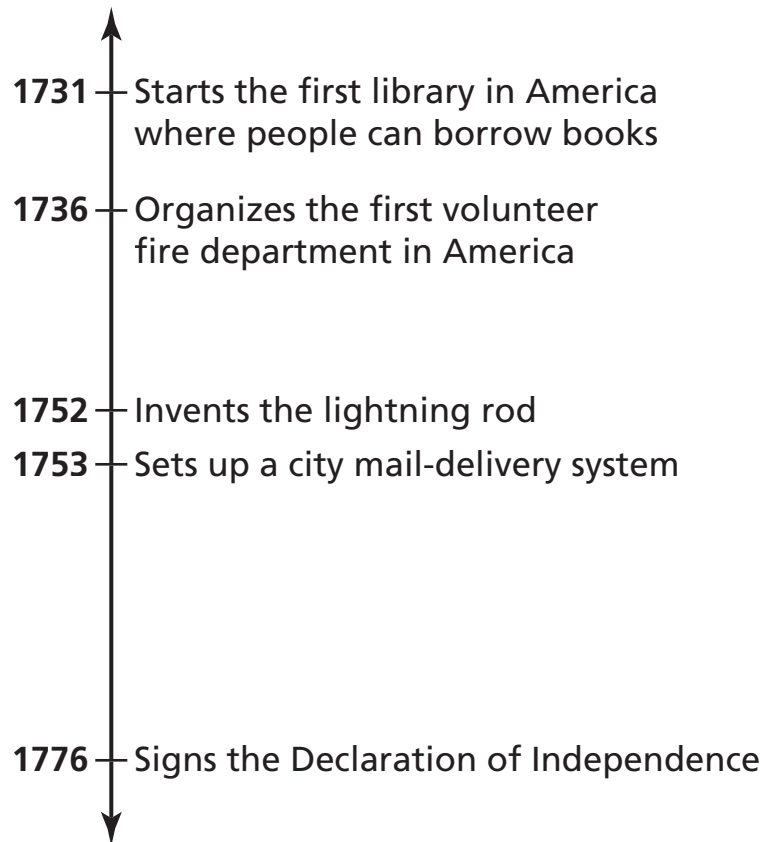 1731 Starts the first library in America
where people can borrow books
1736 Organizes the first volunteer
fire department in America
1752 Invents the lightning rod
1753 Sets up a city mail-delivery system
1776 Signs the Declaration of Independence